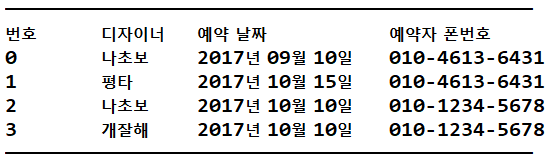 번호 디자이너 예약 날짜 예약자 폰번호
0 나초보 2017년 09월 10일 010-4613-6431
1 평타 2017년 10월 15일 010-4613-6431
2 나초보 2017년 10월 10일 010-1234-5678
3 개잘해 2017년 10월 10일 010-1234-5678